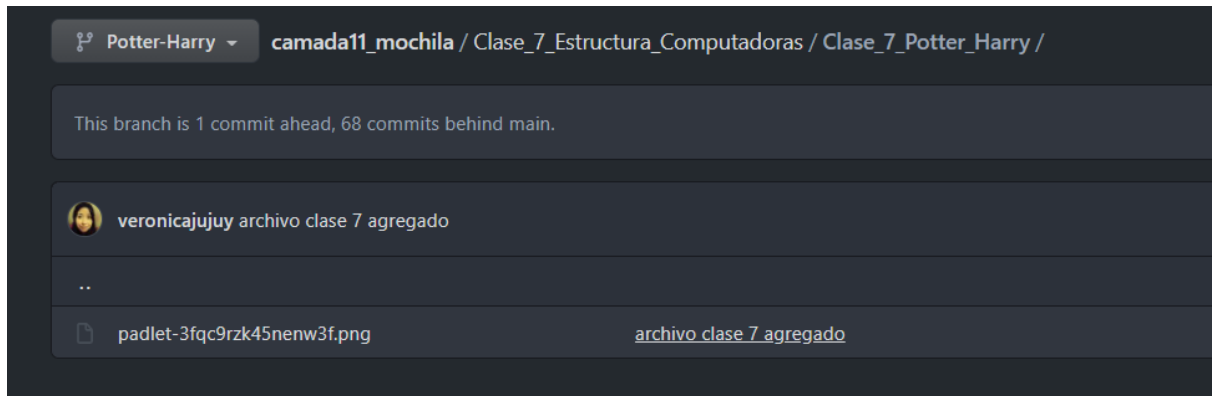 Potter-Harry camada11_mochila / Clase_7_Estructura_Computadoras / Clase_7_Potter_Harry /
This branch is 1 commit ahead, 68 commits behind main.
veronicajujuy archivo clase 7 agregado
..
padlet-3fqc9rzk45nenw3f.png archivo clase 7 agregado